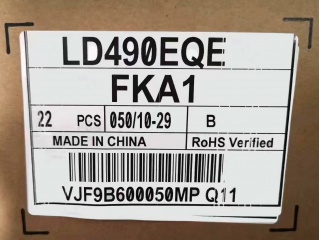 LD490EQE
FKA1
22 PCS 050/10-29 B
MADE IN CHINA RoHS Verified
VJF9B600050MP Q11